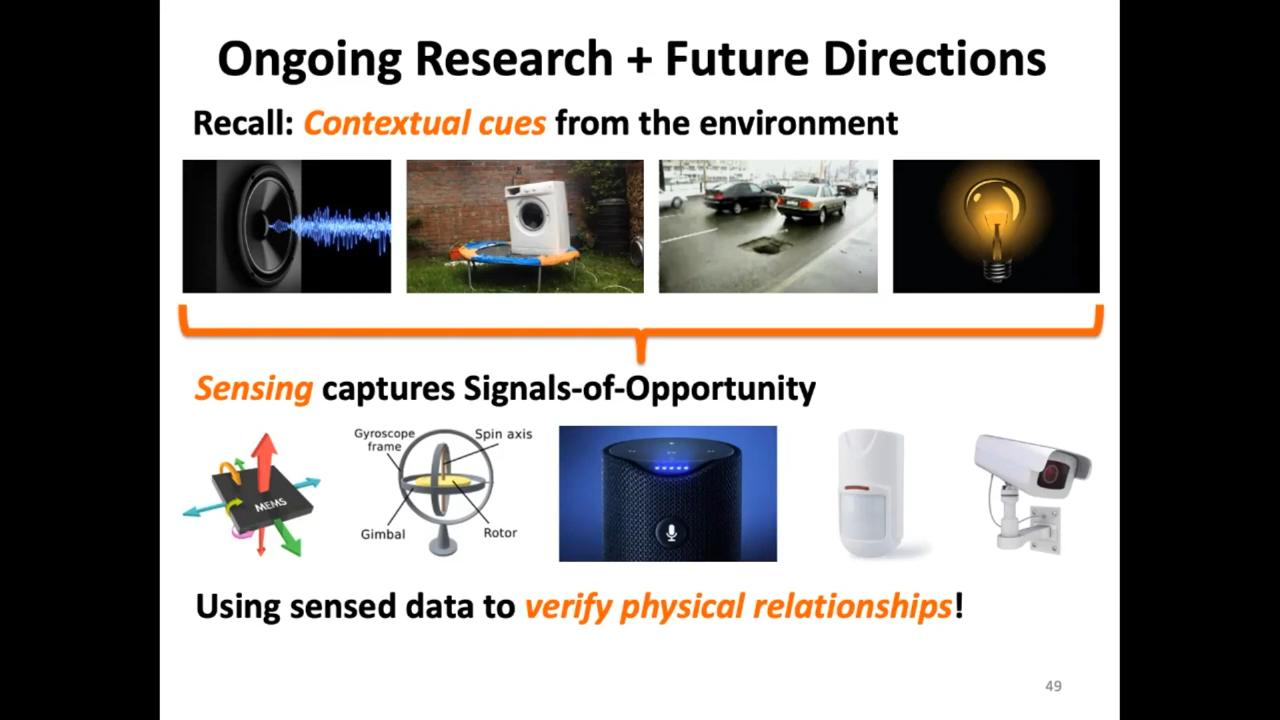 Ongoing Research + Future Directions
Recall: Contextual cues from the environment
Sensing captures Signals-of-Opportunity
MEMS
Gyroscope
frame
Spin axis
Gimbal
Rotor
Using sensed data to verify physical relationships!
49